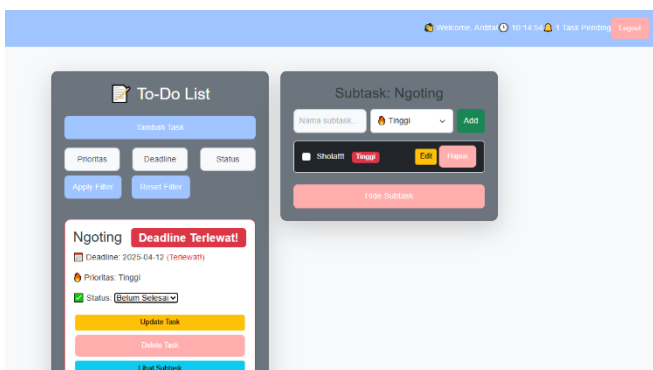 Welcome, Ardita! 10:14:54 1 Task Pending Logout
To-Do List
Tambah Task
Prioritas Deadline Status
Apply Filter Reset Filter
Ngoting Deadline Terlewat!
Deadline: 2025-04-12 (Terlewat!)
Prioritas: Tinggi
Status: Belum Selesai
Update Task
Delete Task
Lihat Subtask
Subtask: Ngoting
Nama subtask... Tinggi Add
Sholattt Tinggi Edit Hapus
Hide Subtask